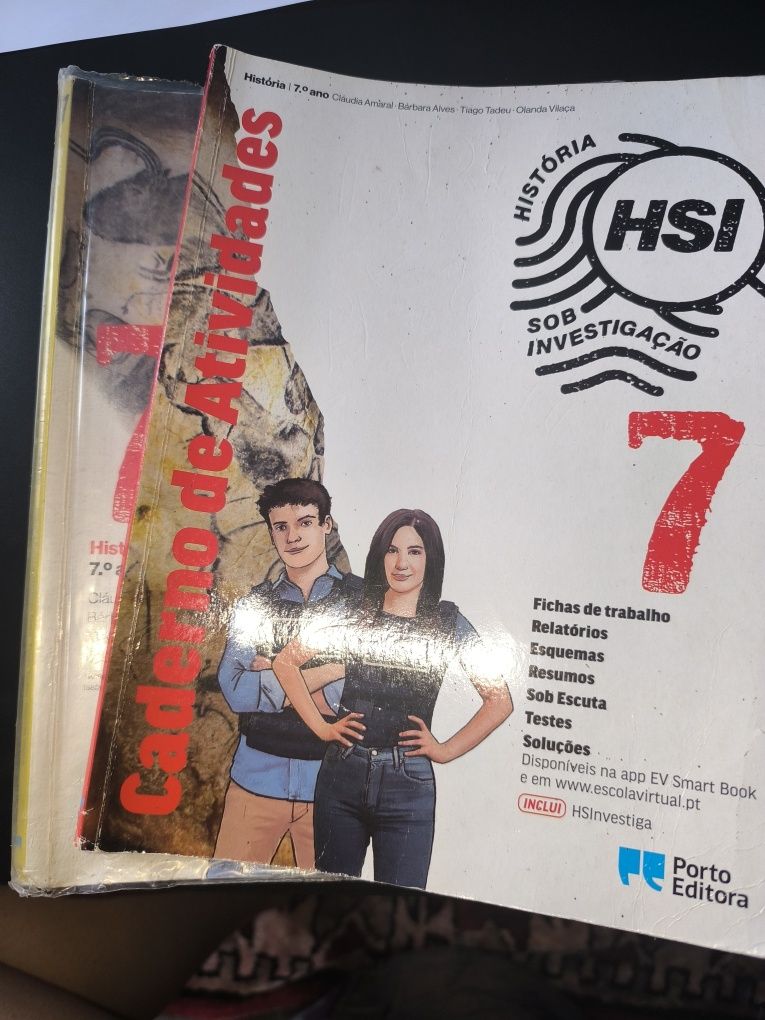 História | 7.º ano Cláudia Amaral · Bárbara Alves · Tiago Tadeu · Olanda Vilaça
Caderno de Atividades
HISTÓRIA
HSI
SOB
INVESTIGAÇÃO
7
Fichas de trabalho
Relatórios
Esquemas
Resumos
Sob Escuta
Testes
Soluções
Disponíveis na app EV Smart Book
e em www.escolavirtual.pt
INCLUI HSInvestiga
Porto
Editora
7
7.º